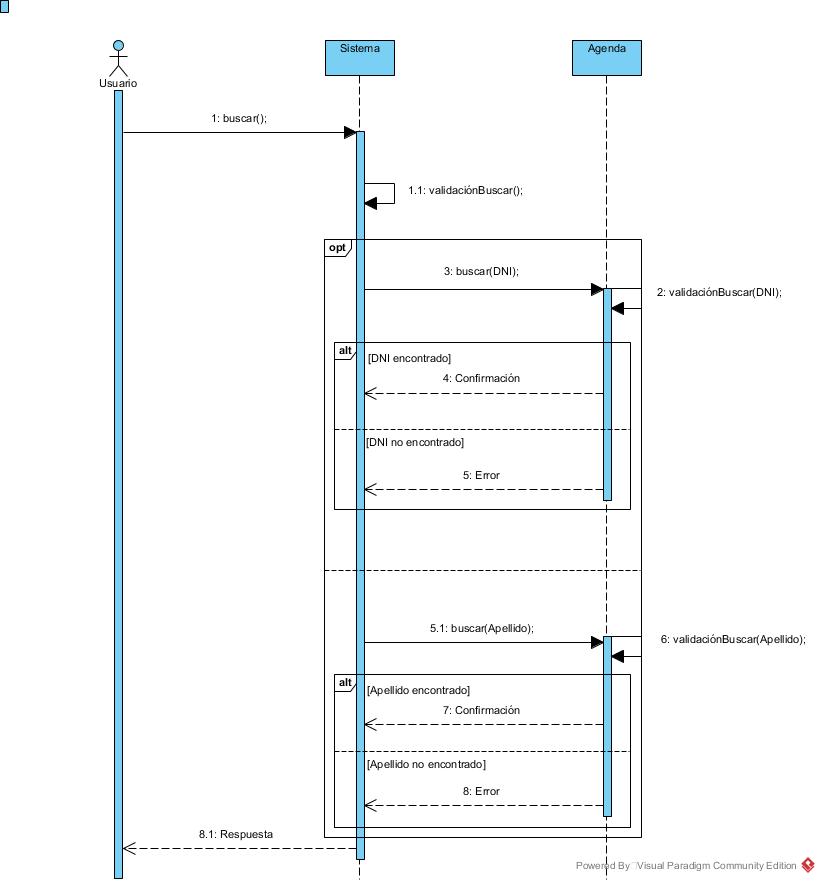 Sistema
Agenda
Usuario
1: buscar();
1.1: validaciónBuscar();
opt
3: buscar(DNI);
2: validaciónBuscar(DNI);
alt
[DNI encontrado]
4: Confirmación
[DNI no encontrado]
5: Error
5.1: buscar(Apellido);
6: validaciónBuscar(Apellido);
alt
[Apellido encontrado]
7: Confirmación
[Apellido no encontrado]
8: Error
8.1: Respuesta
Powered By Visual Paradigm Community Edition